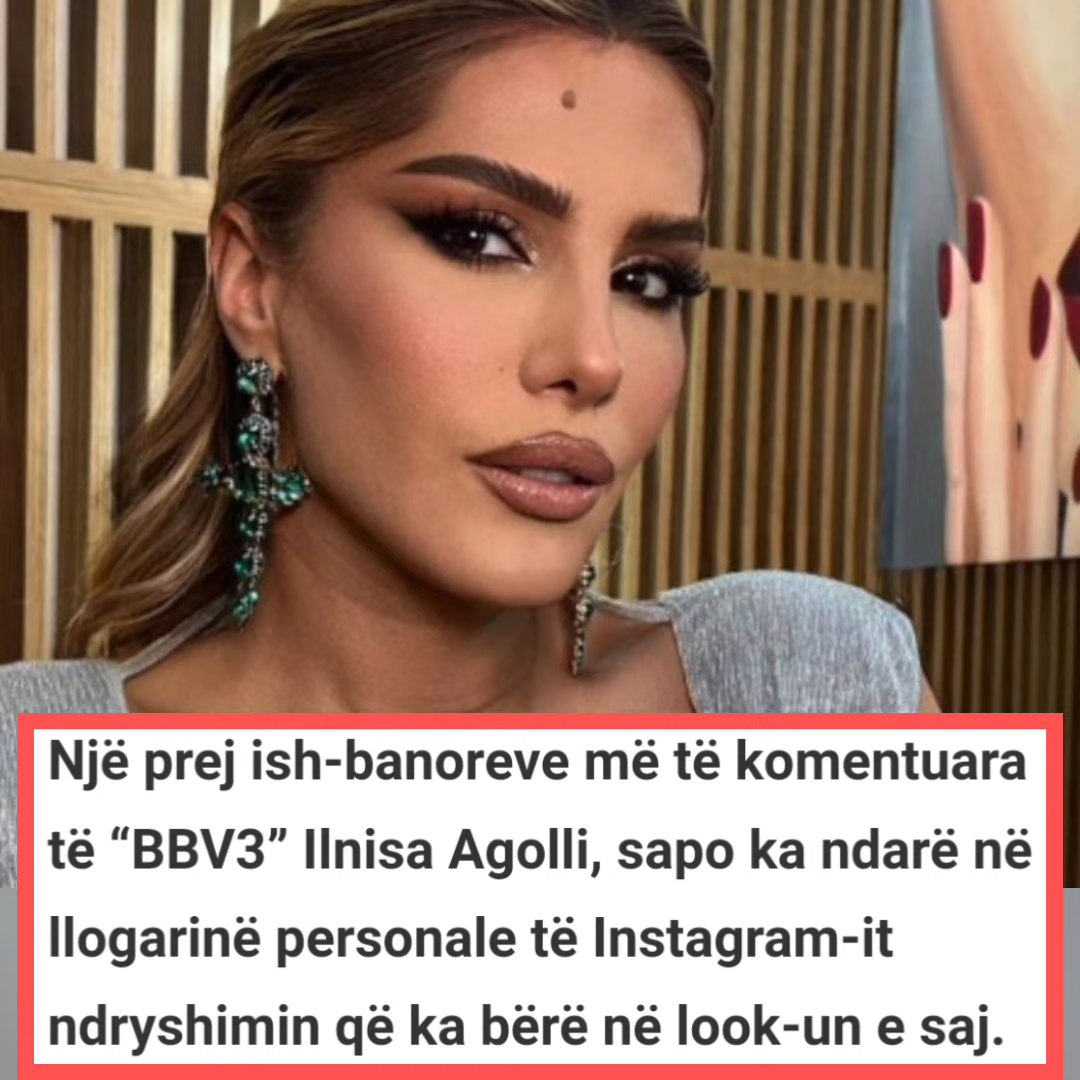 Një prej ish-banoreve më të komentuara
të “BBV3” Ilnisa Agolli, sapo ka ndarë në
llogarinë personale të Instagram-it
ndryshimin që ka bërë në look-un e saj.